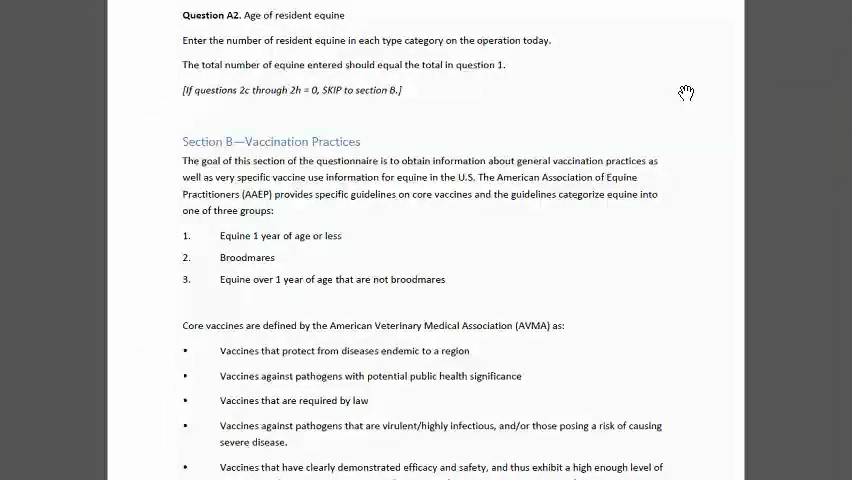 Question A2. Age of resident equine
Enter the number of resident equine in each type category on the operation today.
The total number of equine entered should equal the total in question 1.
[If questions 2c through 2h = 0, SKIP to section B.]
Section B—Vaccination Practices
The goal of this section of the questionnaire is to obtain information about general vaccination practices as
well as very specific vaccine use information for equine in the U.S. The American Association of Equine
Practitioners (AAEP) provides specific guidelines on core vaccines and the guidelines categorize equine into
one of three groups:
1. Equine 1 year of age or less
2. Broodmares
3. Equine over 1 year of age that are not broodmares
Core vaccines are defined by the American Veterinary Medical Association (AVMA) as:
• Vaccines that protect from diseases endemic to a region
• Vaccines against pathogens with potential public health significance
• Vaccines that are required by law
• Vaccines against pathogens that are virulent/highly infectious, and/or those posing a risk of causing
severe disease.
• Vaccines that have clearly demonstrated efficacy and safety, and thus exhibit a high enough level of